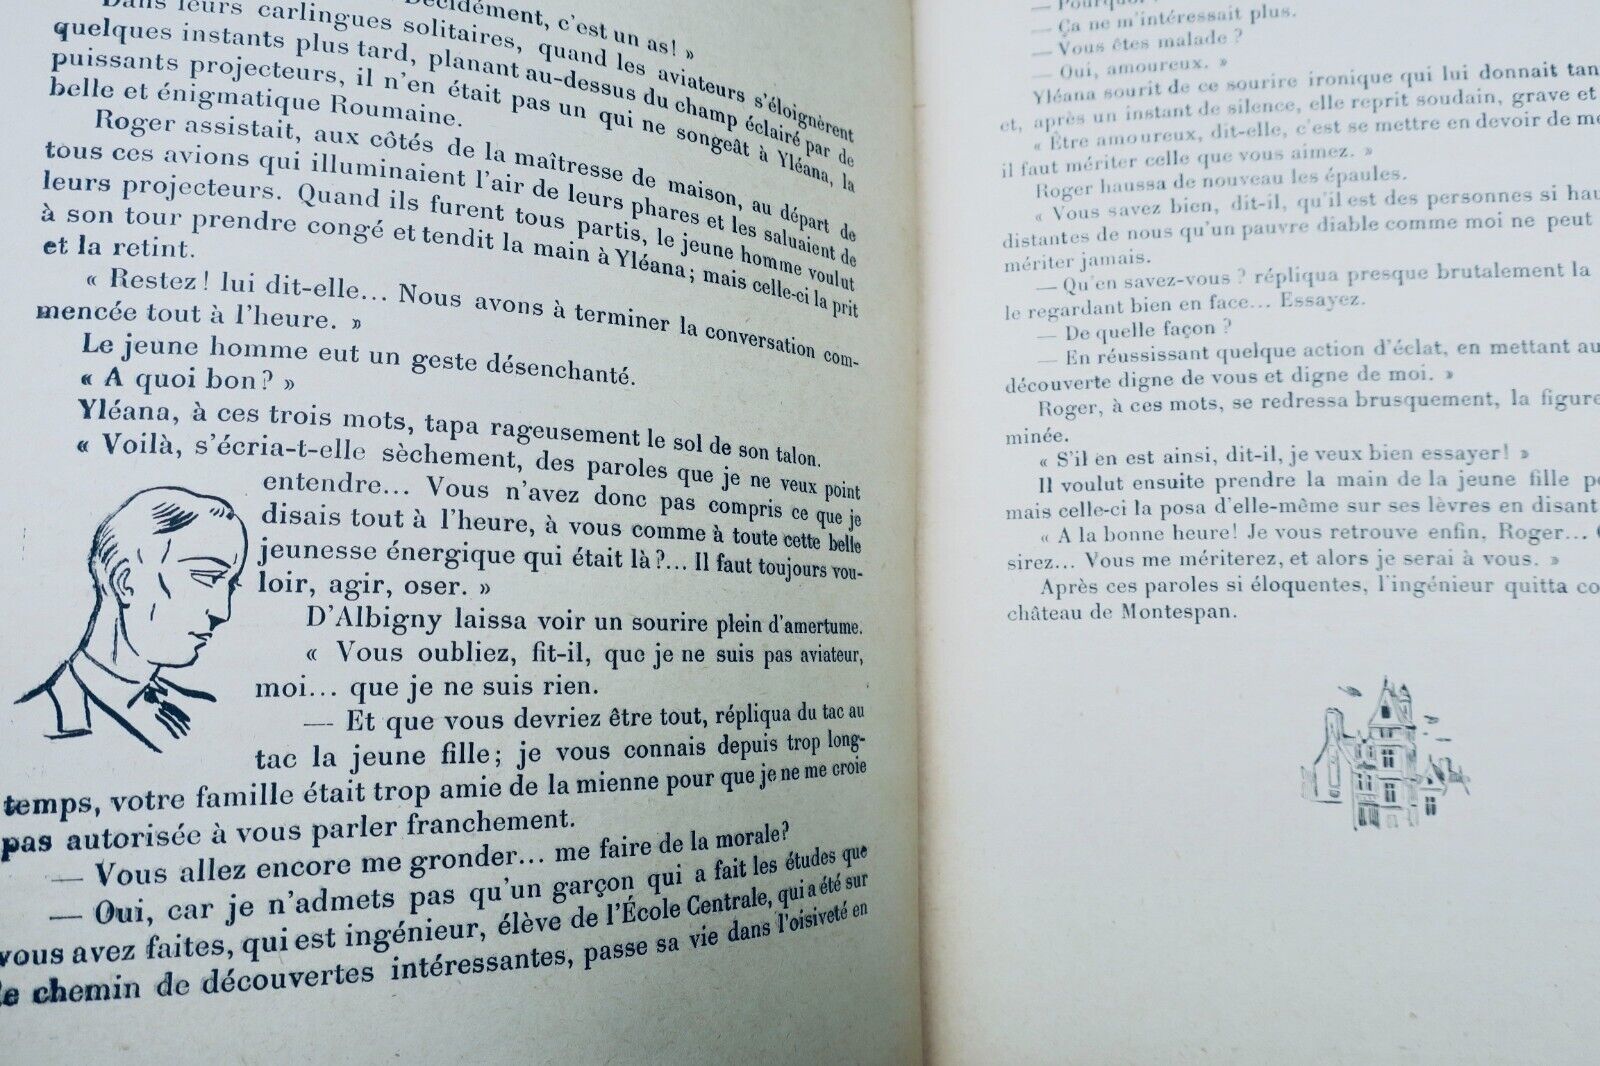 Décidément, c'est un as! »
Dans leurs carlingues solitaires, quand les aviateurs s'éloignèrent
quelques instants plus tard, planant au-dessus du champ éclairé par de
puissants projecteurs, il n'en était pas un qui ne songeât à Yléana, la
belle et énigmatique Roumaine.
Roger assistait, aux côtés de la maîtresse de maison, au départ de
tous ces avions qui illuminaient l'air de leurs phares et les saluaient de
leurs projecteurs. Quand ils furent tous partis, le jeune homme voulut
à son tour prendre congé et tendit la main à Yléana; mais celle-ci la prit
et la retint.
« Restez! lui dit-elle... Nous avons à terminer la conversation com-
mencée tout à l'heure. »
Le jeune homme eut un geste désenchanté.
« A quoi bon? »
Yléana, à ces trois mots, tapa rageusement le sol de son talon.
« Voilà, s'écria-t-elle sèchement, des paroles que je ne veux point
entendre... Vous n'avez donc pas compris ce que je
disais tout à l'heure, à vous comme à toute cette belle
jeunesse énergique qui était là?... Il faut toujours vou-
loir, agir, oser. »
D'Albigny laissa voir un sourire plein d'amertume.
« Vous oubliez, fit-il, que je ne suis pas aviateur,
moi... que je ne suis rien.
— Et que vous devriez être tout, répliqua du tac au
tac la jeune fille; je vous connais depuis trop long-
temps, votre famille était trop amie de la mienne pour que je ne me croie
pas autorisée à vous parler franchement.
— Vous allez encore me gronder... me faire de la morale?
— Oui, car je n'admets pas qu'un garçon qui a fait les études que
vous avez faites, qui est ingénieur, élève de l'École Centrale, qui a été sur
le chemin de découvertes intéressantes, passe sa vie dans l'oisiveté en
— Pourquoi
— Ça ne m'intéressait plus.
— Vous êtes malade ?
— Oui, amoureux. »
Yléana sourit de ce sourire ironique qui lui donnait tan
et, après un instant de silence, elle reprit soudain, grave et
« Être amoureux, dit-elle, c'est se mettre en devoir de mé
il faut mériter celle que vous aimez. »
Roger haussa de nouveau les épaules.
« Vous savez bien, dit-il, qu'il est des personnes si hau
distantes de nous qu'un pauvre diable comme moi ne peut
mériter jamais.
— Qu'en savez-vous ? répliqua presque brutalement la
le regardant bien en face... Essayez.
— De quelle façon ?
— En réussissant quelque action d'éclat, en mettant au
découverte digne de vous et digne de moi. »
Roger, à ces mots, se redressa brusquement, la figure
minée.
« S'il en est ainsi, dit-il, je veux bien essayer! »
Il voulut ensuite prendre la main de la jeune fille po
mais celle-ci la posa d'elle-même sur ses lèvres en disant
« A la bonne heure! Je vous retrouve enfin, Roger...
sirez... Vous me mériterez, et alors je serai à vous. »
Après ces paroles si éloquentes, l'ingénieur quitta co
château de Montespan.